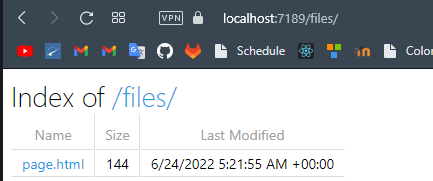 VPN localhost:7189/files/
Schedule in Color
Index of /files/
Name Size Last Modified
page.html 144 6/24/2022 5:21:55 AM +00:00